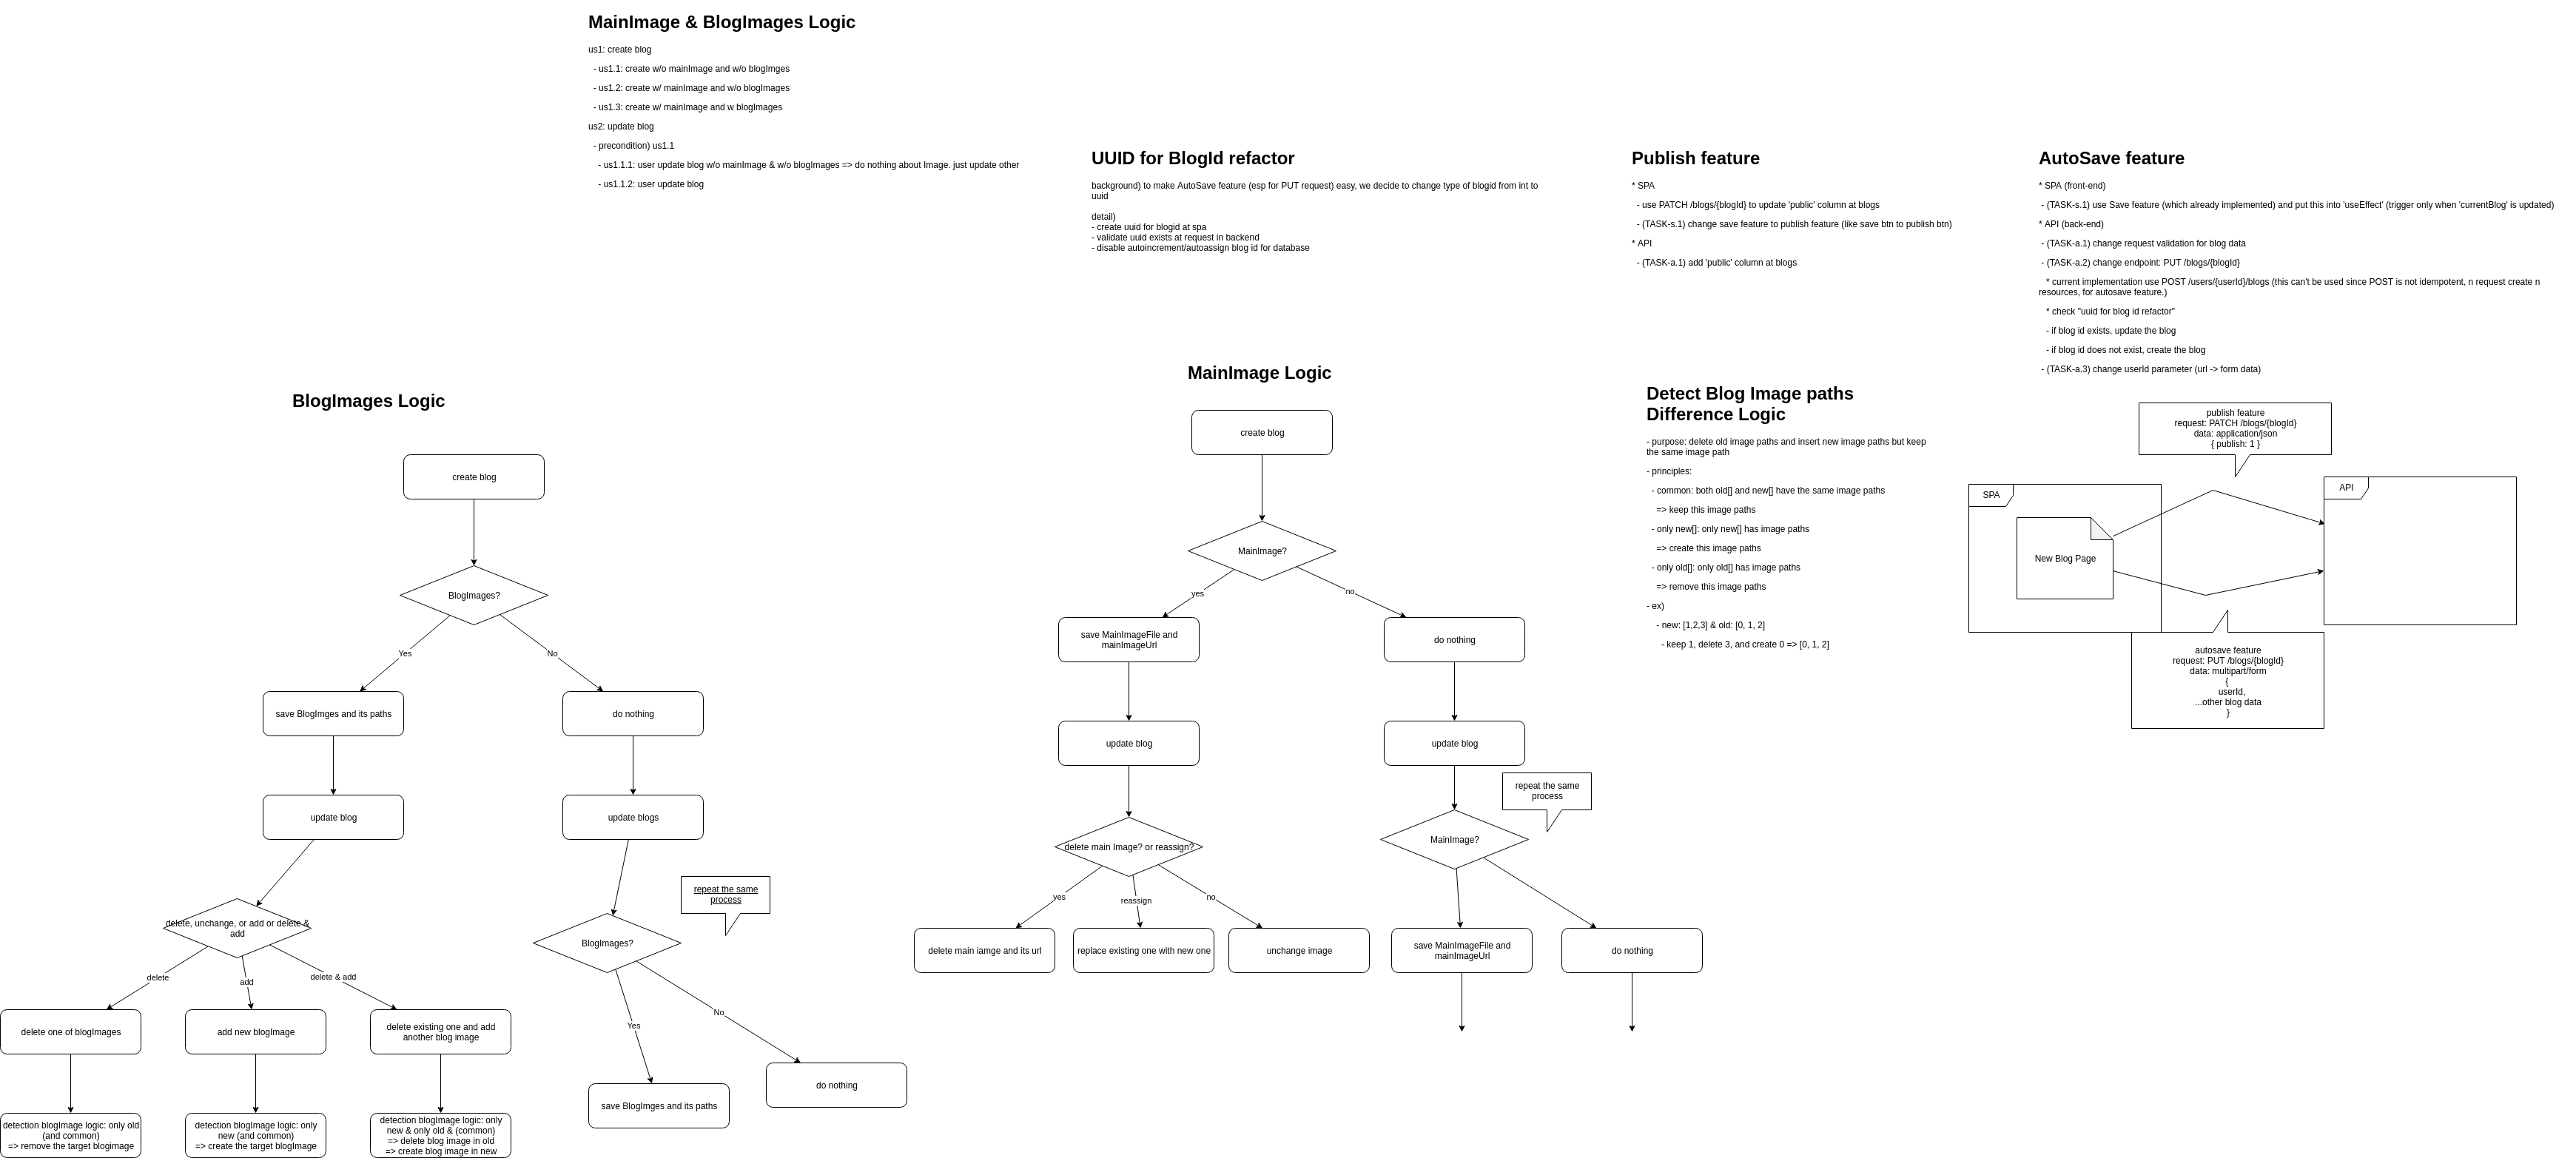 MainImage & BlogImages Logic
us1: create blog
- us1.1: create w/o mainImage and w/o blogImges
- us1.2: create w/ mainImage and w/o blogImages
- us1.3: create w/ mainImage and w blogImages
us2: update blog
- precondition) us1.1
- us1.1.1: user update blog w/o mainImage & w/o blogImages => do nothing about Image. just update other
- us1.1.2: user update blog
UUID for BlogId refactor
background) to make AutoSave feature (esp for PUT request) easy, we decide to change type of blogid from int to
uuid
detail)
- create uuid for blogid at spa
- validate uuid exists at request in backend
- disable autoincrement/autoassign blog id for database
Publish feature
* SPA
- use PATCH /blogs/{blogId} to update 'public' column at blogs
- (TASK-s.1) change save feature to publish feature (like save btn to publish btn)
* API
- (TASK-a.1) add 'public' column at blogs
AutoSave feature
* SPA (front-end)
- (TASK-s.1) use Save feature (which already implemented) and put this into 'useEffect' (trigger only when 'currentBlog' is updated)
* API (back-end)
- (TASK-a.1) change request validation for blog data
- (TASK-a.2) change endpoint: PUT /blogs/{blogId}
* current implementation use POST /users/{userId}/blogs (this can't be used since POST is not idempotent, n request create n
resources, for autosave feature.)
* check "uuid for blog id refactor"
- if blog id exists, update the blog
- if blog id does not exist, create the blog
- (TASK-a.3) change userId parameter (url -> form data)
BlogImages Logic
create blog
BlogImages?
Yes
No
save BlogImges and its paths
do nothing
update blog
update blogs
delete, unchange, or add or delete &
add
repeat the same
process
BlogImages?
delete
add
delete & add
Yes
No
delete one of blogImages
add new blogImage
delete existing one and add
another blog image
do nothing
save BlogImges and its paths
detection blogImage logic: only old
(and common)
=> remove the target blogimage
detection blogImage logic: only
new (and common)
=> create the target blogImage
detection blogImage logic: only
new & only old & (common)
=> delete blog image in old
=> create blog image in new
MainImage Logic
create blog
MainImage?
yes
no
save MainImageFile and
mainImageUrl
do nothing
update blog
update blog
repeat the same
process
delete main Image? or reassign?
MainImage?
yes
reassign
no
delete main iamge and its url
replace existing one with new one
unchange image
save MainImageFile and
mainImageUrl
do nothing
Detect Blog Image paths
Difference Logic
- purpose: delete old image paths and insert new image paths but keep
the same image path
- principles:
- common: both old[] and new[] have the same image paths
=> keep this image paths
- only new[]: only new[] has image paths
=> create this image paths
- only old[]: only old[] has image paths
=> remove this image paths
- ex)
- new: [1,2,3] & old: [0, 1, 2]
- keep 1, delete 3, and create 0 => [0, 1, 2]
publish feature
request: PATCH /blogs/{blogId}
data: application/json
{ publish: 1 }
SPA
API
New Blog Page
autosave feature
request: PUT /blogs/{blogId}
data: multipart/form
{
userId,
...other blog data
}